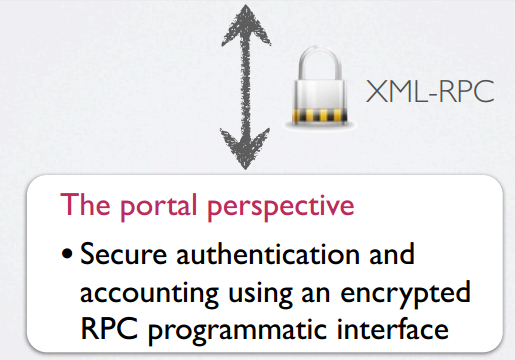 XML-RPC
The portal perspective
• Secure authentication and
accounting using an encrypted
RPC programmatic interface